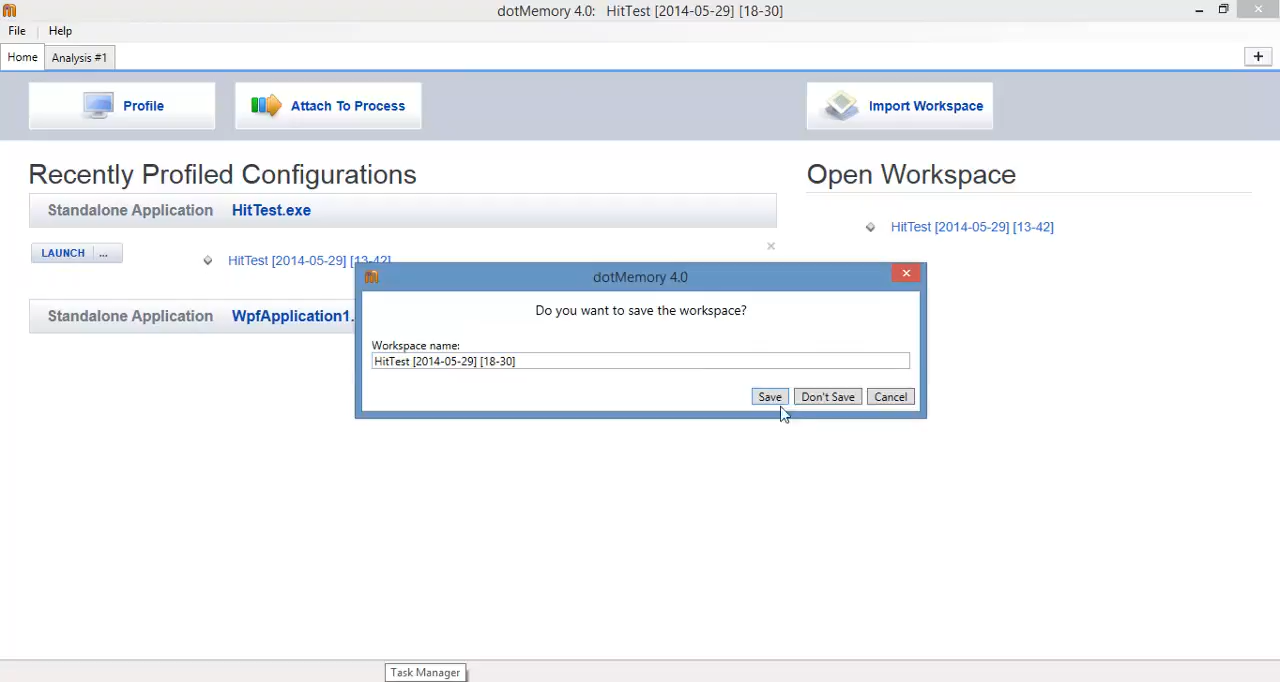 dotMemory 4.0: HitTest [2014-05-29] [18-30]
File Help
Home Analysis #1
Profile Attach To Process Import Workspace
Recently Profiled Configurations
Open Workspace
Standalone Application HitTest.exe
HitTest [2014-05-29] [13-42]
LAUNCH ... HitTest [2014-05-29] [13-42]
Standalone Application WpfApplication1.
dotMemory 4.0
Do you want to save the workspace?
Workspace name:
HitTest [2014-05-29] [18-30]
Save Don't Save Cancel
Task Manager